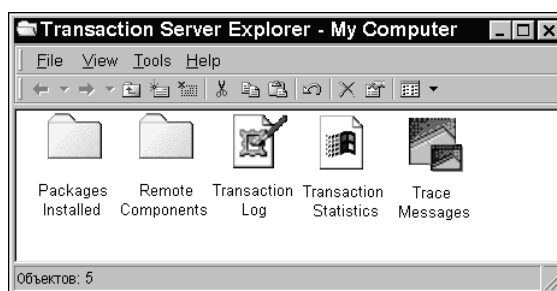 Transaction Server Explorer - My Computer
File View Tools Help
Packages Installed
Remote Components
Transaction Log
Transaction Statistics
Trace Messages
Объектов: 5